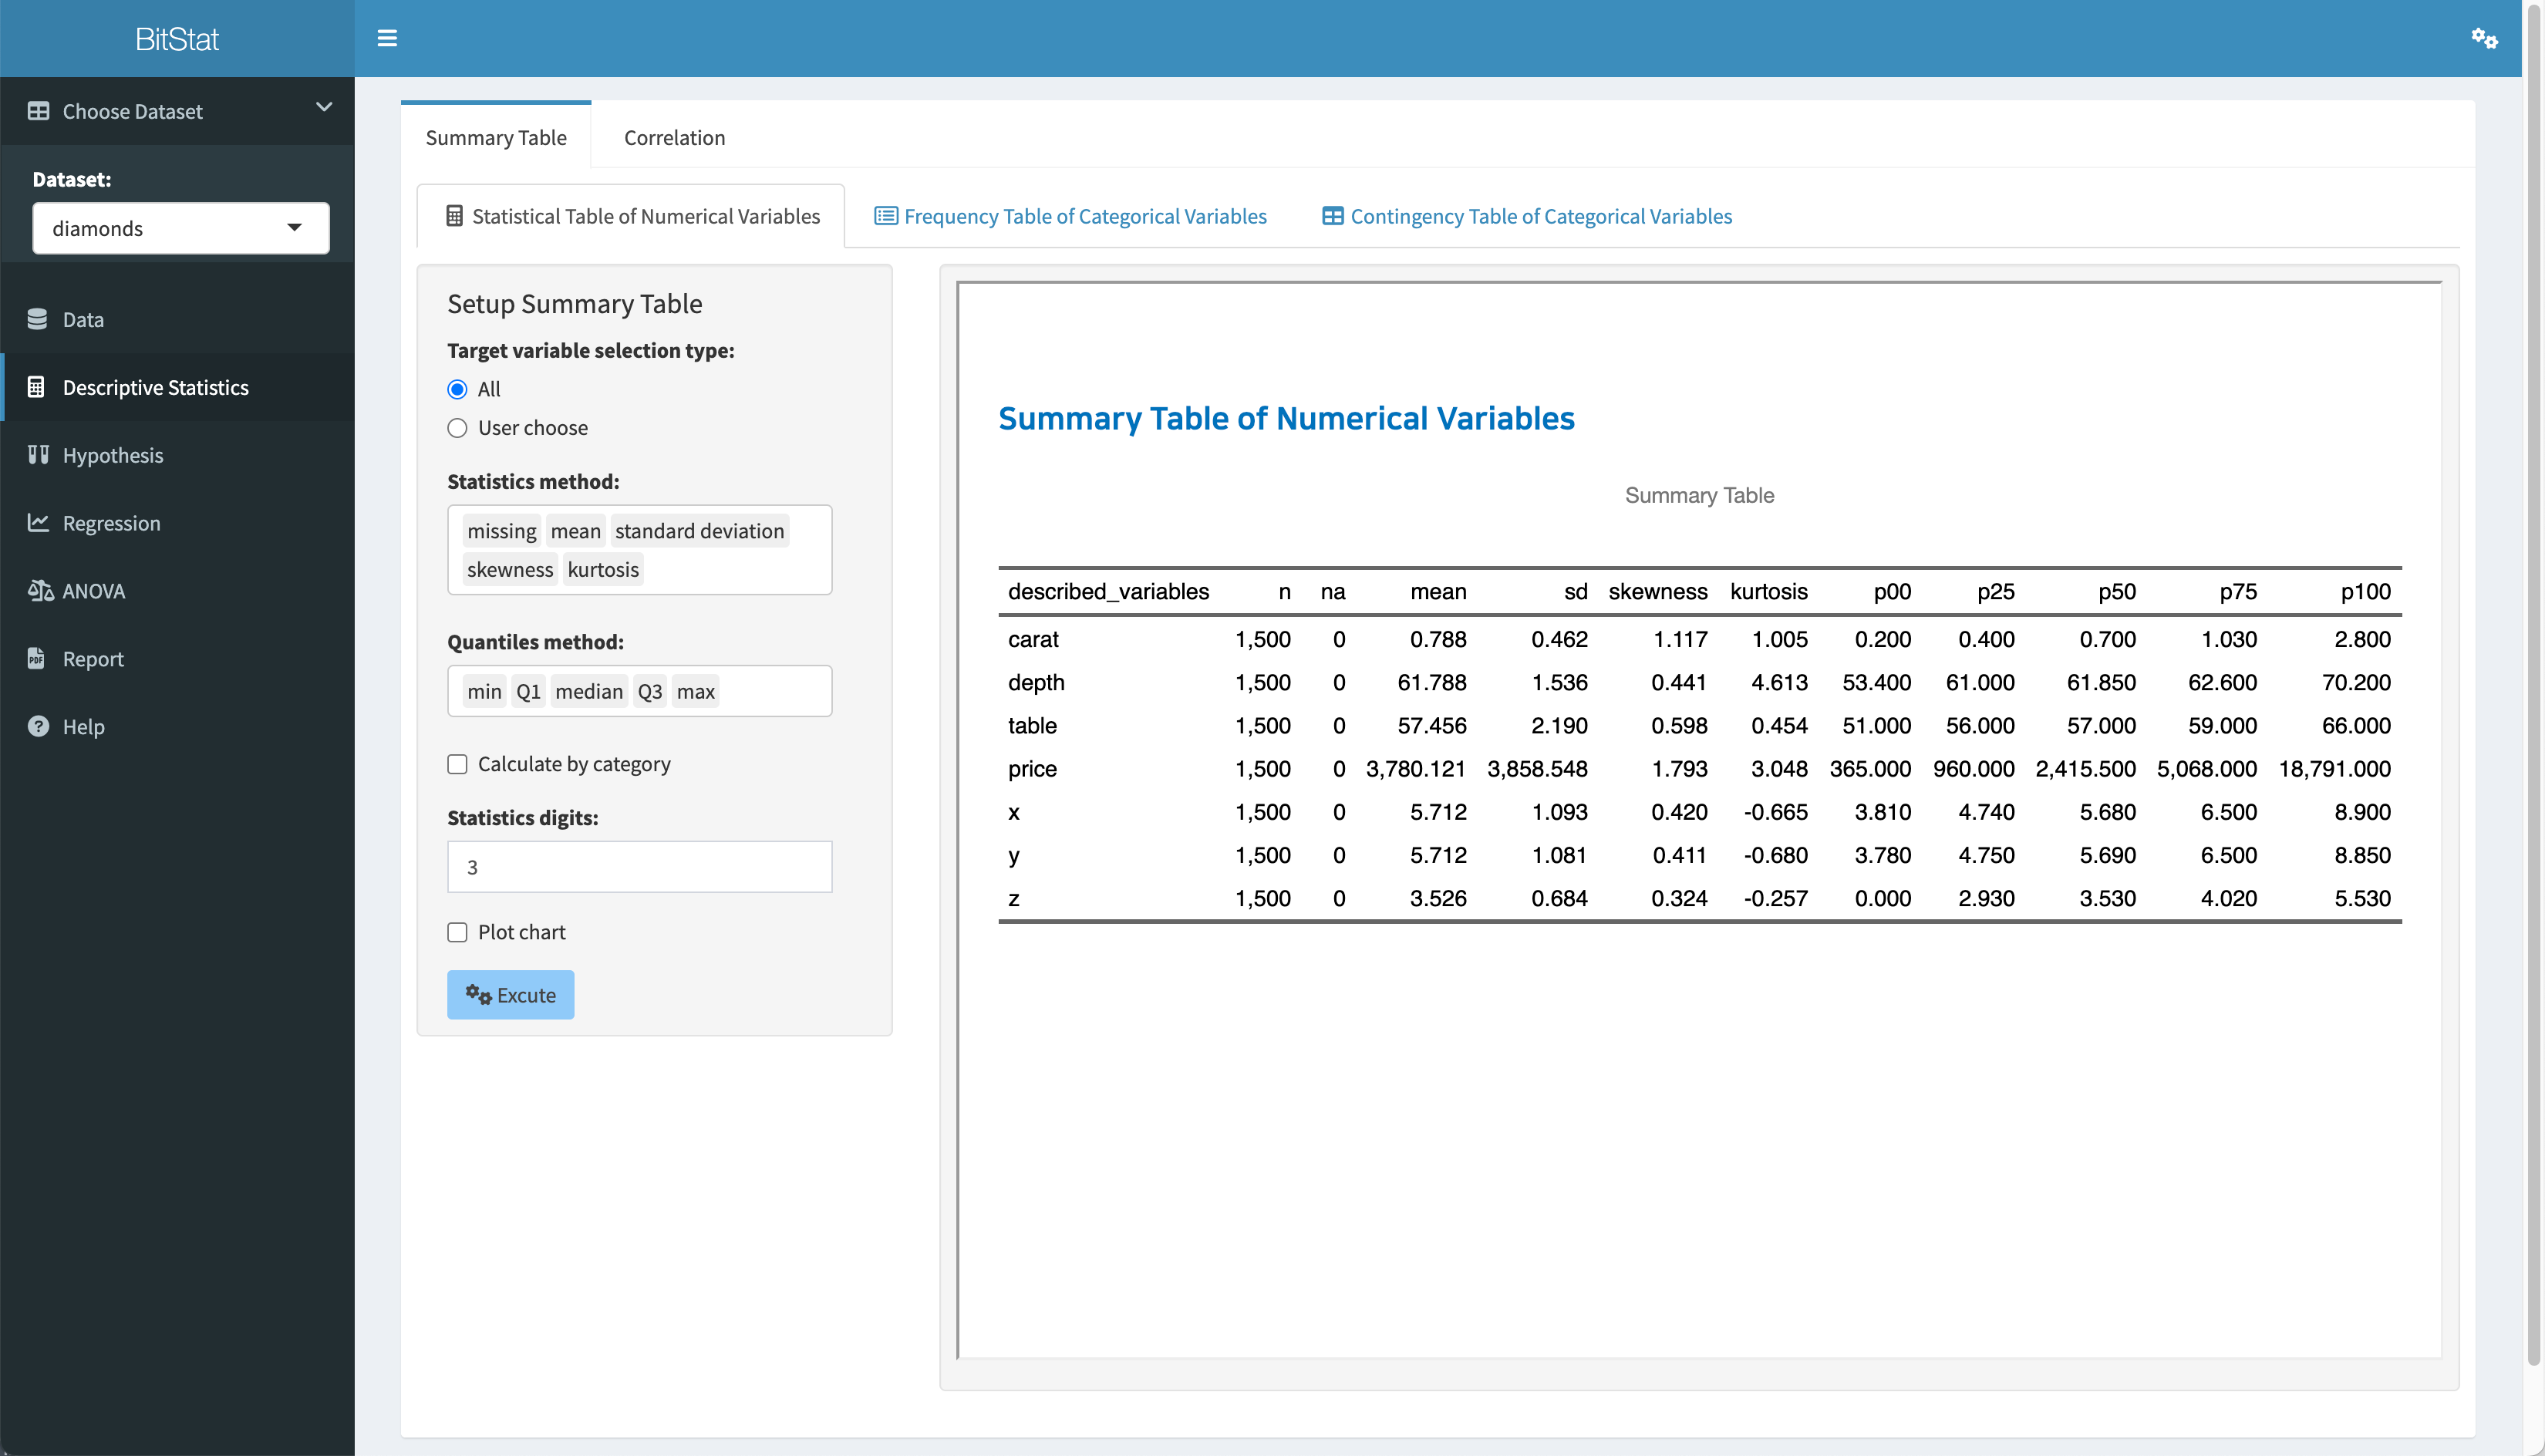 BitStat
Choose Dataset
Dataset:
diamonds
Data
Descriptive Statistics
Hypothesis
Regression
ANOVA
Report
Help
Summary Table Correlation
Statistical Table of Numerical Variables Frequency Table of Categorical Variables Contingency Table of Categorical Variables
Setup Summary Table
Target variable selection type:
All
User choose
Statistics method:
missing mean standard deviation
skewness kurtosis
Quantiles method:
min Q1 median Q3 max
Calculate by category
Statistics digits:
3
Plot chart
Excute
Summary Table of Numerical Variables
Summary Table
described_variables n na mean sd skewness kurtosis p00 p25 p50 p75 p100
carat 1,500 0 0.788 0.462 1.117 1.005 0.200 0.400 0.700 1.030 2.800
depth 1,500 0 61.788 1.536 0.441 4.613 53.400 61.000 61.850 62.600 70.200
table 1,500 0 57.456 2.190 0.598 0.454 51.000 56.000 57.000 59.000 66.000
price 1,500 0 3,780.121 3,858.548 1.793 3.048 365.000 960.000 2,415.500 5,068.000 18,791.000
x 1,500 0 5.712 1.093 0.420 -0.665 3.810 4.740 5.680 6.500 8.900
y 1,500 0 5.712 1.081 0.411 -0.680 3.780 4.750 5.690 6.500 8.850
z 1,500 0 3.526 0.684 0.324 -0.257 0.000 2.930 3.530 4.020 5.530